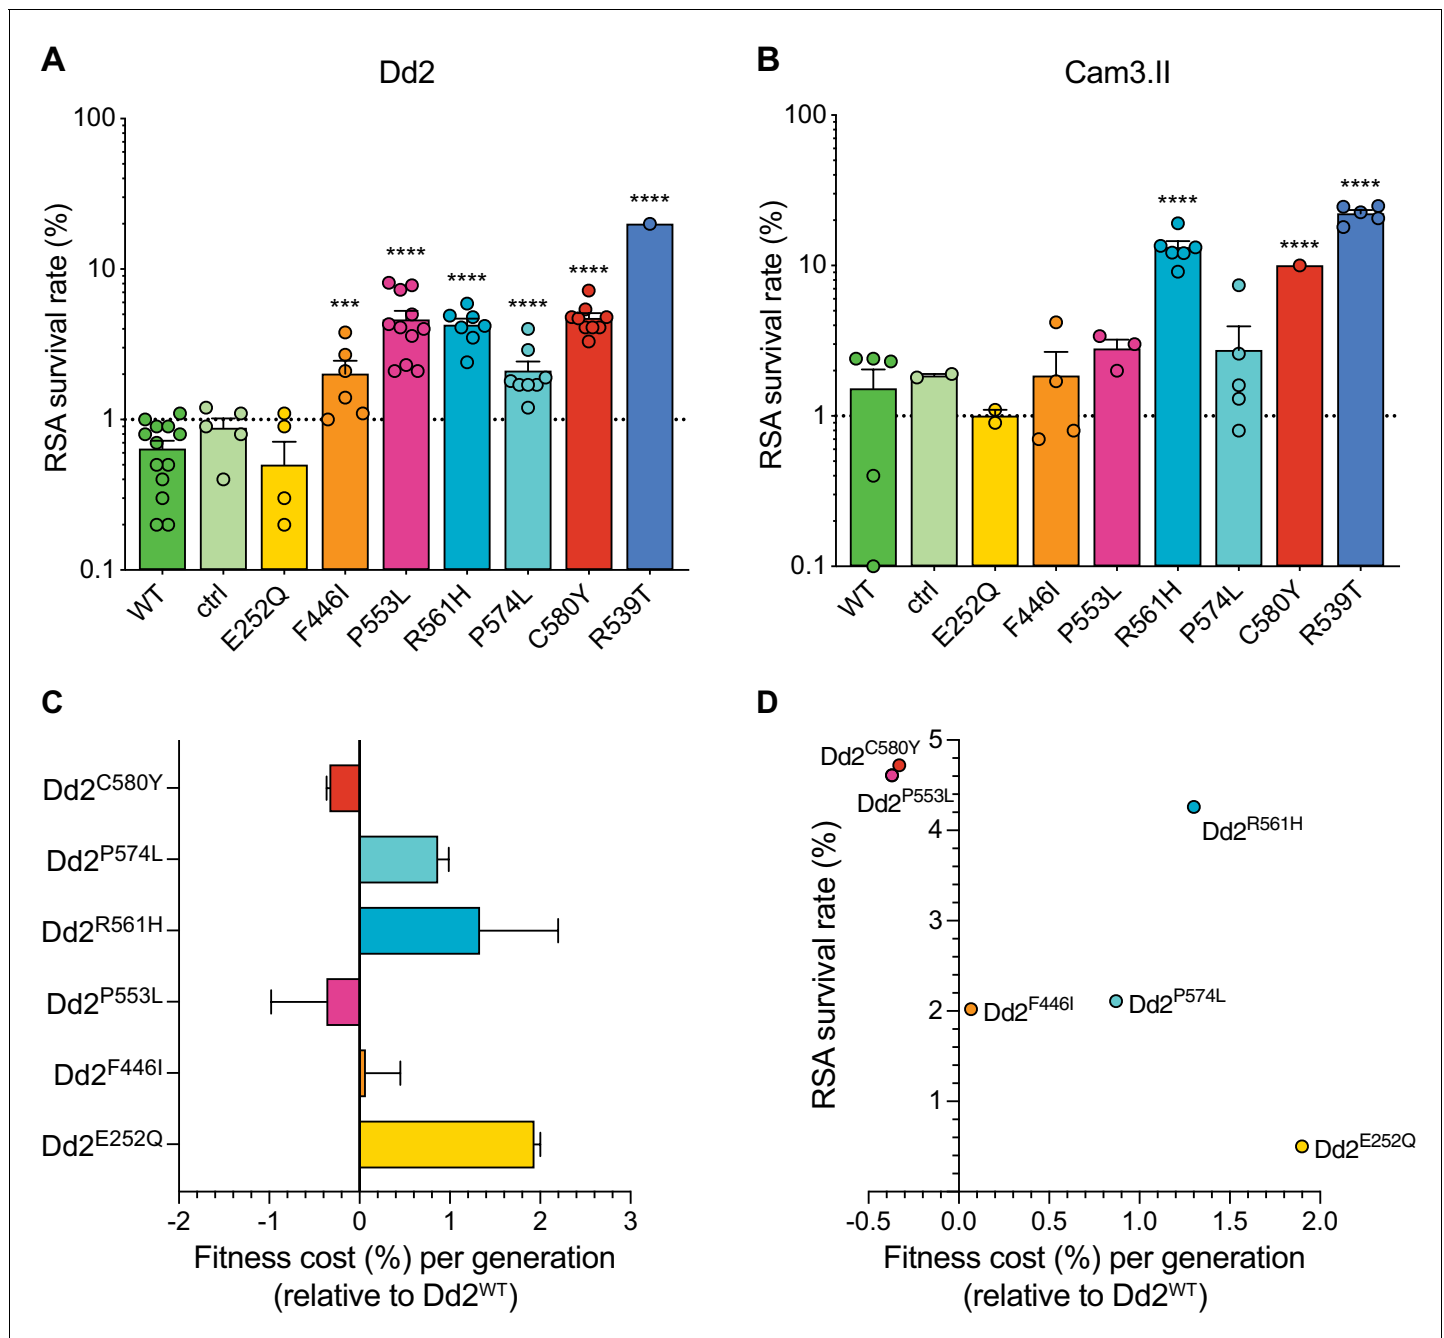 A
Dd2
RSA survival rate (%)
100
10
1
0.1
***
****
****
****
****
****
WT
ctrl
E252Q
F446I
P553L
R561H
P574L
C580Y
R539T
B
Cam3.II
RSA survival rate (%)
100
10
1
0.1
****
****
****
WT
ctrl
E252Q
F446I
P553L
R561H
P574L
C580Y
R539T
C
Dd2C580Y
Dd2P574L
Dd2R561H
Dd2P553L
Dd2F446I
Dd2E252Q
-2 -1 0 1 2 3
Fitness cost (%) per generation
(relative to Dd2WT)
D
RSA survival rate (%)
5
4
3
2
1
Dd2C580Y
Dd2P553L
Dd2R561H
Dd2F446I
Dd2P574L
Dd2E252Q
-0.5 0.0 0.5 1.0 1.5 2.0
Fitness cost (%) per generation
(relative to Dd2WT)